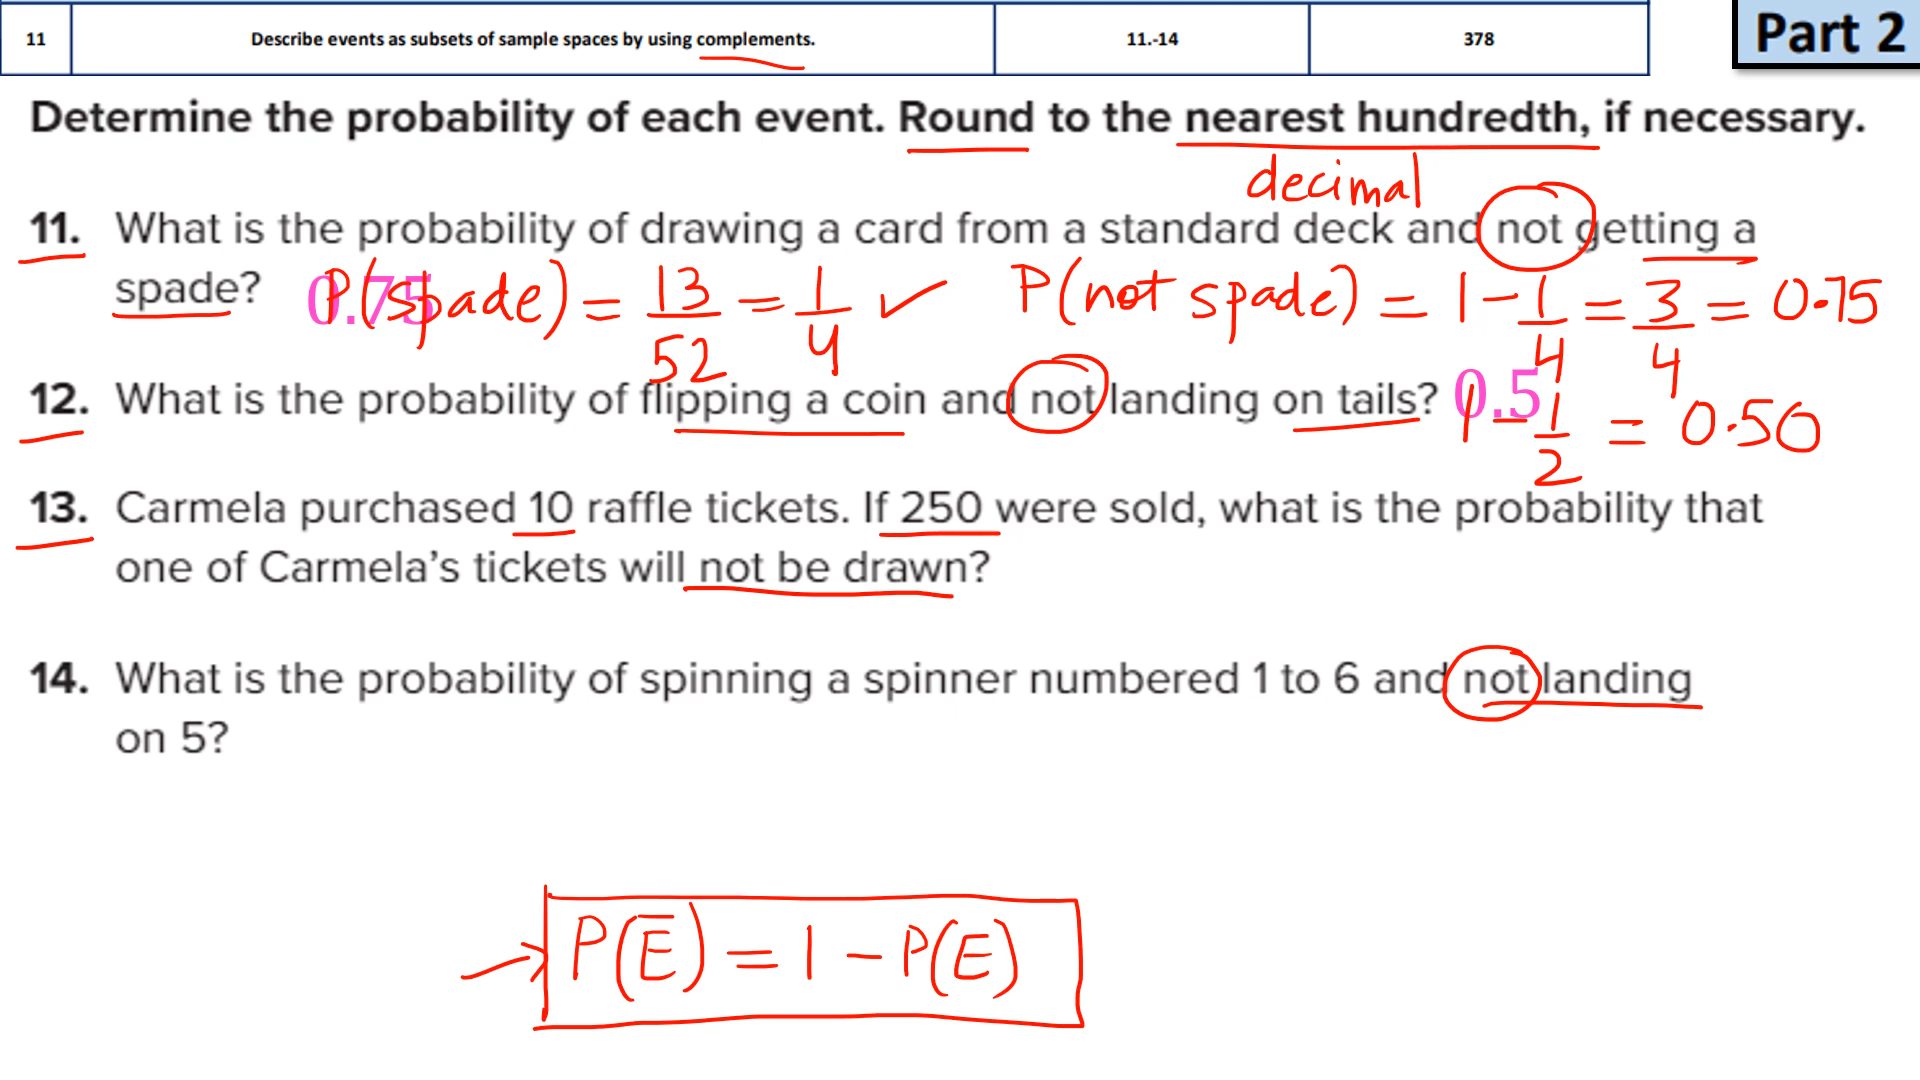 11 Describe events as subsets of sample spaces by using complements. 11.-14 378
Part 2
Determine the probability of each event. Round to the nearest hundredth, if necessary.
decimal
11. What is the probability of drawing a card from a standard deck and not getting a
spade? 0.75 P(spade) = 13/52 = 1/4 ✓ P(not spade) = 1 - 1/4 = 3/4 = 0.75
12. What is the probability of flipping a coin and not landing on tails? 0.5
1 - 1/2 = 0.50
13. Carmela purchased 10 raffle tickets. If 250 were sold, what is the probability that
one of Carmela's tickets will not be drawn?
14. What is the probability of spinning a spinner numbered 1 to 6 and not landing
on 5?
P(E̅) = 1 - P(E)